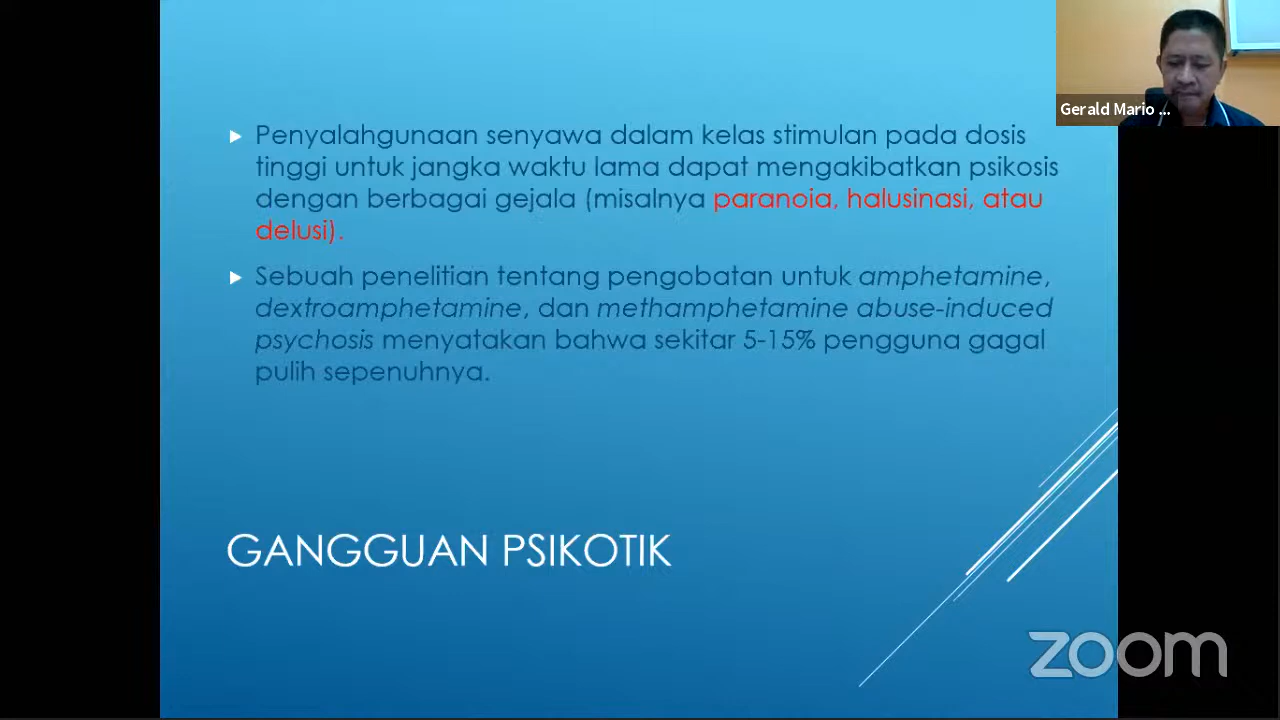 Gerald Mario ...
Penyalahgunaan senyawa dalam kelas stimulan pada dosis
tinggi untuk jangka waktu lama dapat mengakibatkan psikosis
dengan berbagai gejala (misalnya paranoia, halusinasi, atau
delusi).
Sebuah penelitian tentang pengobatan untuk amphetamine,
dextroamphetamine, dan methamphetamine abuse-induced
psychosis menyatakan bahwa sekitar 5-15% pengguna gagal
pulih sepenuhnya.
GANGGUAN PSIKOTIK
zoom